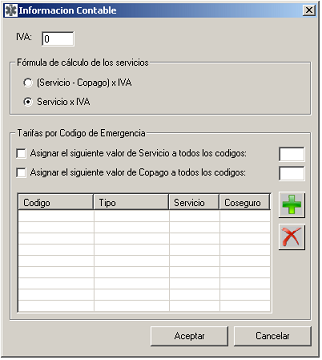 Informacion Contable
IVA: 0
Fórmula de cálculo de los servicios
(Servicio - Copago) x IVA
Servicio x IVA
Tarifas por Codigo de Emergencia
Asignar el siguiente valor de Servicio a todos los codigos:
Asignar el siguiente valor de Copago a todos los codigos:
Codigo Tipo Servicio Coseguro
Aceptar Cancelar